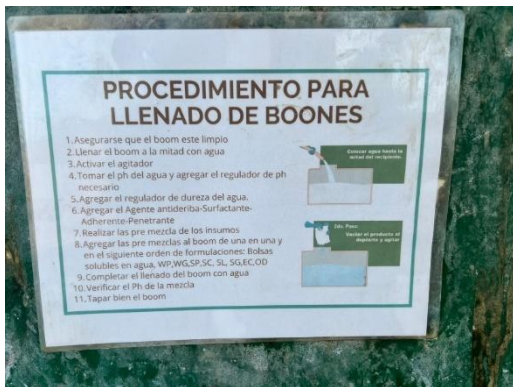 PROCEDIMIENTO PARA
LLENADO DE BOONES
1.Asegurarse que el boom este limpio
2.Llenar el boom a la mitad con agua
3.Activar el agitador
4.Tomar el ph del agua y agregar el regulador de ph
necesario
5.Agregar el regulador de dureza del agua.
6.Agregar el Agente antideriba-Surfactante-
Adherente-Penetrante
7.Realizar las pre mezcla de los insumos
8.Agregar las pre mezclas al boom de una en una y
en el siguiente orden de formulaciones: Bolsas
solubles en agua, WP,WG,SP,SC, SL, SG,EC,OD
9.Completar el llenado del boom con agua
10.Verificar el Ph de la mezcla
11.Tapar bien el boom
Colocar agua hasta la
mitad del recipiente.
2do. Paso:
Vaciar el producto al
depósito y agitar